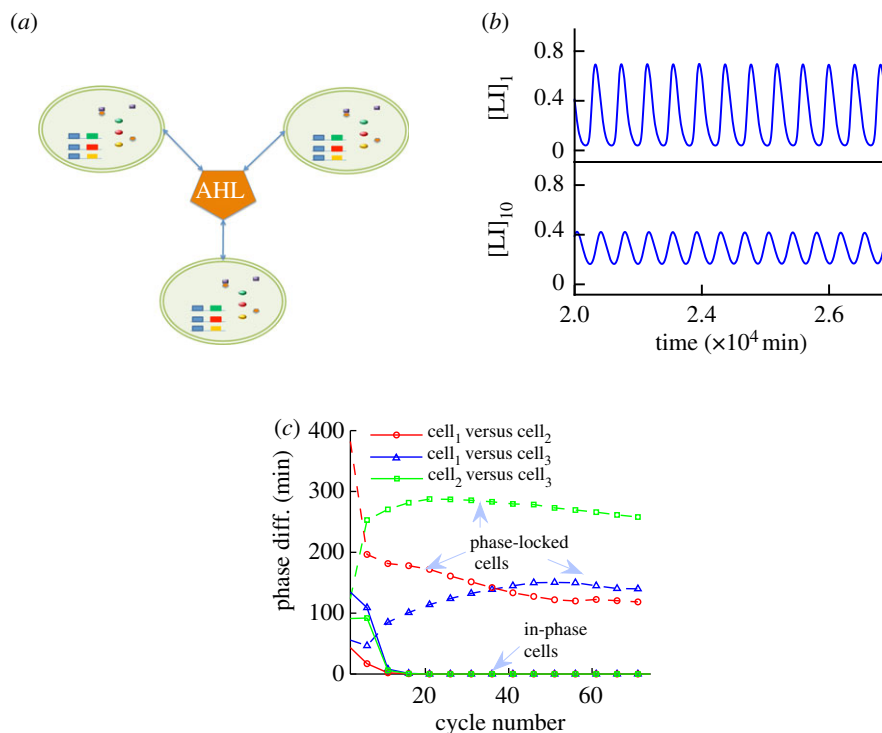 (a)
AHL
(b)
[LI]1
0.8
0.4
0
[LI]10
0.8
0.4
0
2.0 2.4 2.6
time (×10⁴ min)
(c)
phase diff. (min)
400
300
200
100
0
cell1 versus cell2
cell1 versus cell3
cell2 versus cell3
phase-locked
cells
in-phase
cells
20 40 60
cycle number